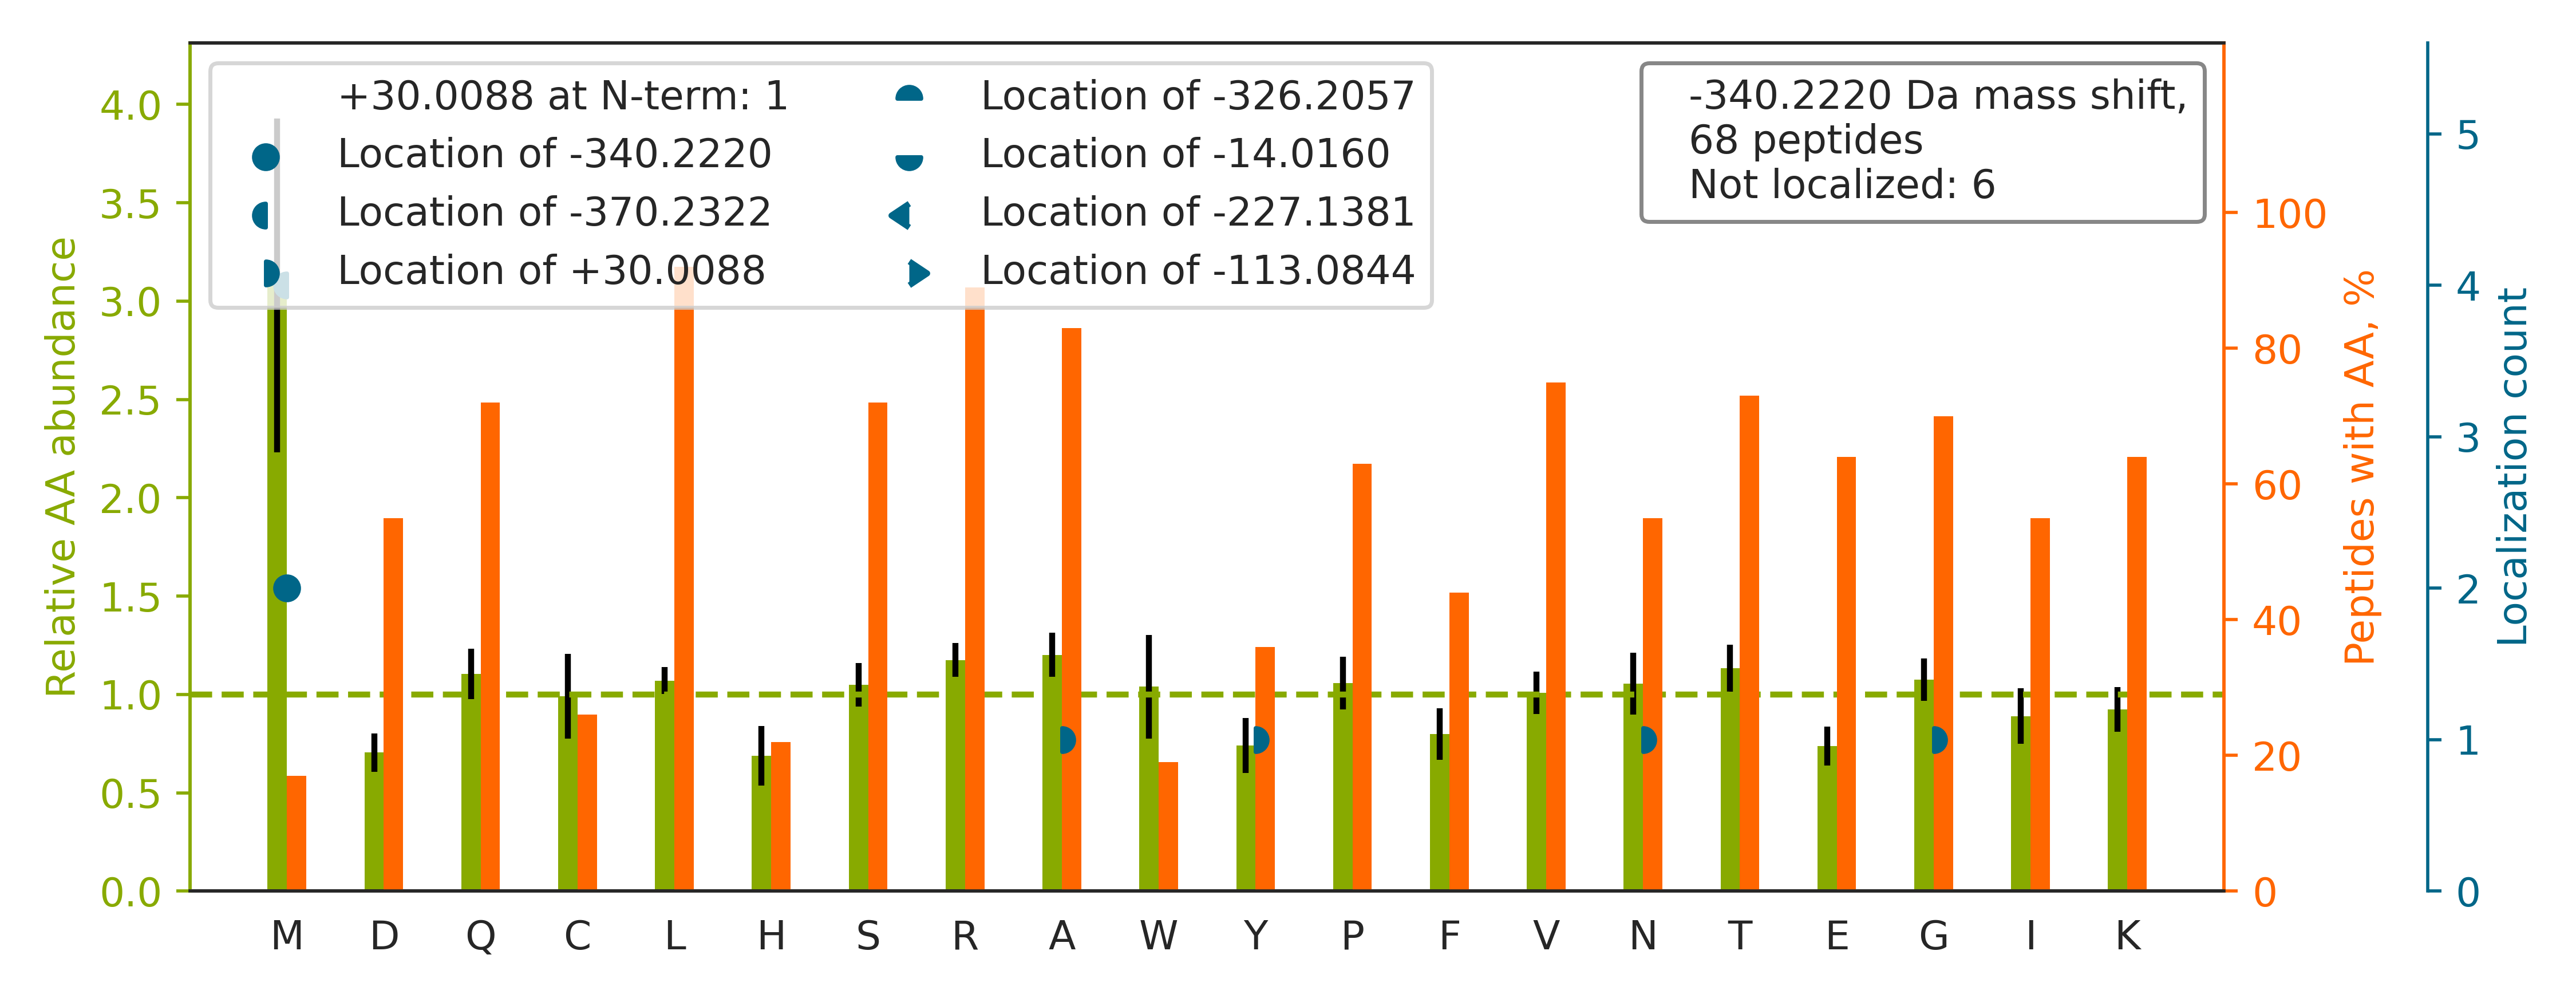 +30.0088 at N-term: 1
Location of -340.2220
Location of -370.2322
Location of +30.0088
Location of -326.2057
Location of -14.0160
Location of -227.1381
Location of -113.0844
-340.2220 Da mass shift,
68 peptides
Not localized: 6
Relative AA abundance
4.0
3.5
3.0
2.5
2.0
1.5
1.0
0.5
0.0
M D Q C L H S R A W Y P F V N T E G I K
100
80
60
40
20
0
Peptides with AA, %
5
4
3
2
1
0
Localization count